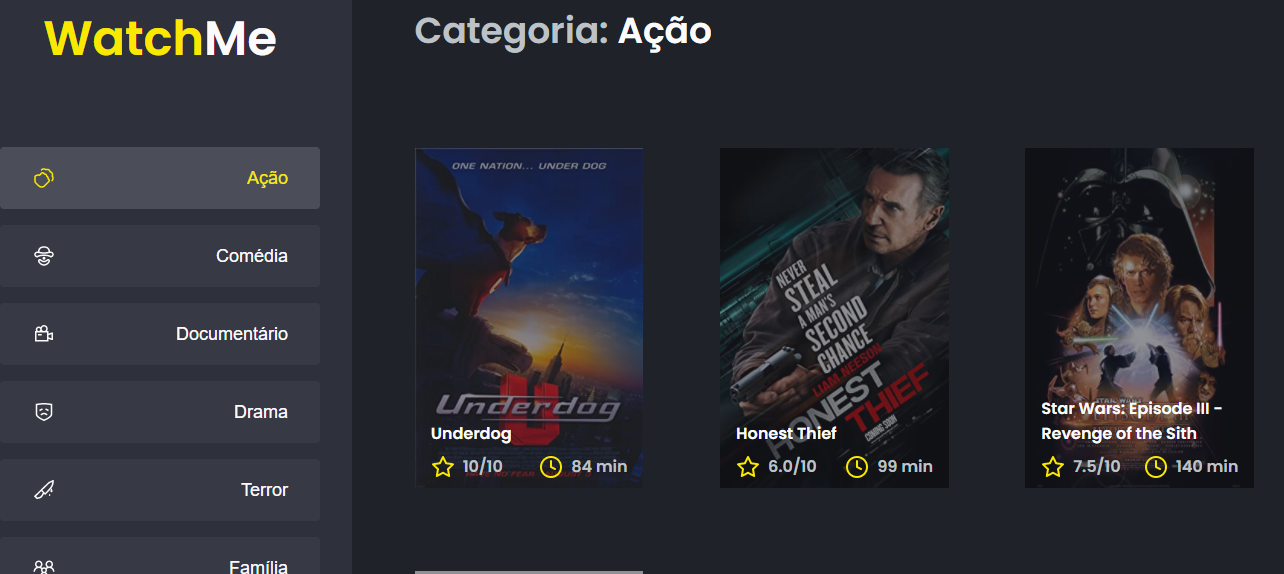 WatchMe
Ação
Comédia
Documentário
Drama
Terror
Família
Categoria: Ação
ONE NATION... UNDER DOG
Underdog
Underdog
10/10 84 min
NEVER
STEAL
A MAN'S
SECOND
CHANCE
LIAM NEESON
HONEST
THIEF
COMING SOON
Honest Thief
6.0/10 99 min
STAR WARS
Star Wars: Episode III -
Revenge of the Sith
7.5/10 140 min